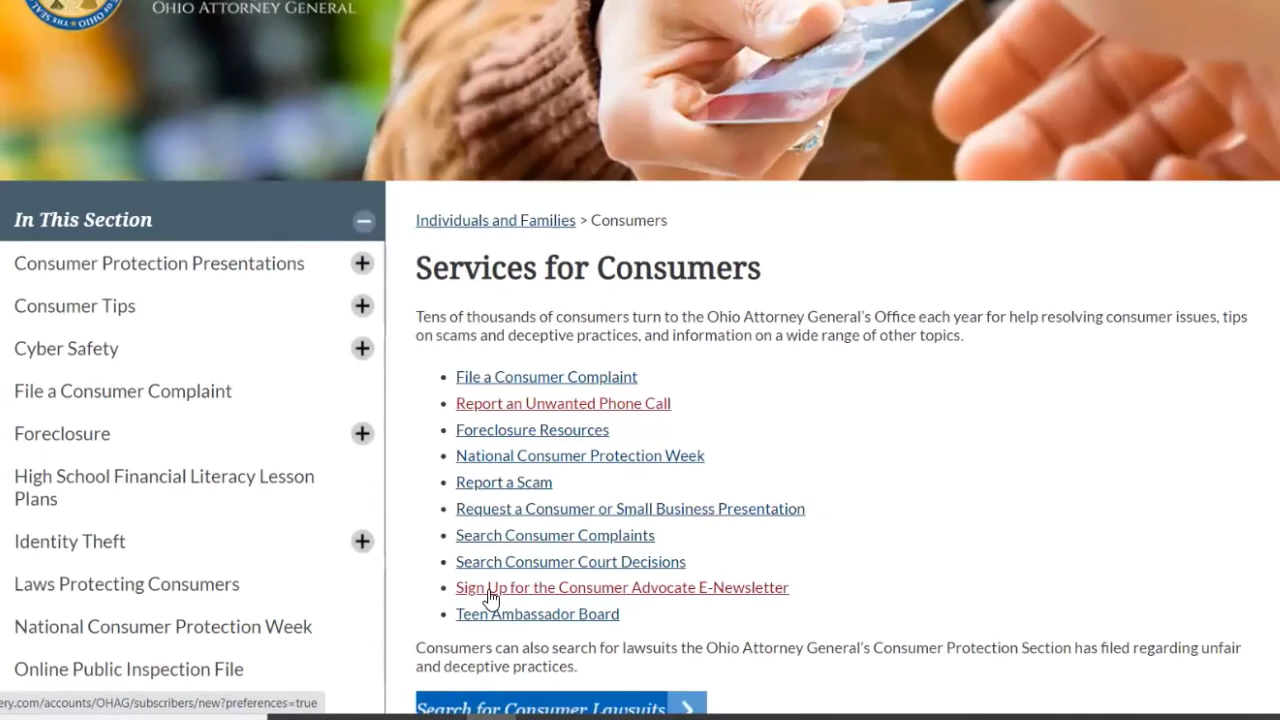 OHIO ATTORNEY GENERAL
In This Section
Consumer Protection Presentations
Consumer Tips
Cyber Safety
File a Consumer Complaint
Foreclosure
High School Financial Literacy Lesson
Plans
Identity Theft
Laws Protecting Consumers
National Consumer Protection Week
Online Public Inspection File
Individuals and Families > Consumers
Services for Consumers
Tens of thousands of consumers turn to the Ohio Attorney General's Office each year for help resolving consumer issues, tips
on scams and deceptive practices, and information on a wide range of other topics.
• File a Consumer Complaint
• Report an Unwanted Phone Call
• Foreclosure Resources
• National Consumer Protection Week
• Report a Scam
• Request a Consumer or Small Business Presentation
• Search Consumer Complaints
• Search Consumer Court Decisions
• Sign Up for the Consumer Advocate E-Newsletter
• Teen Ambassador Board
Consumers can also search for lawsuits the Ohio Attorney General's Consumer Protection Section has filed regarding unfair
and deceptive practices.
Search for Consumer Lawsuits
ery.com/accounts/OHAG/subscribers/new?preferences=true